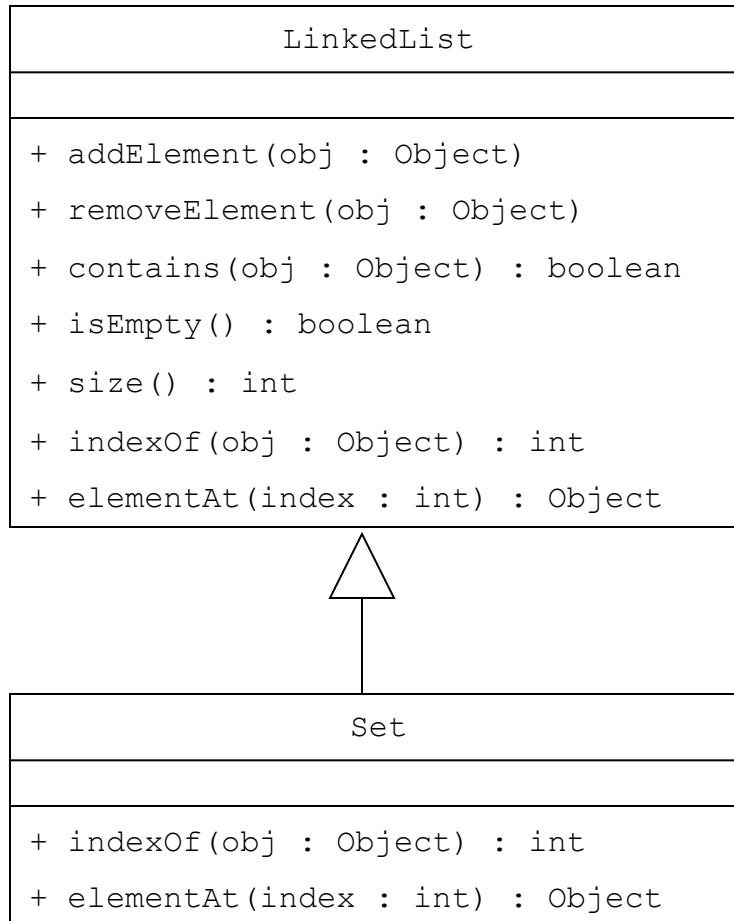 LinkedList
+ addElement(obj : Object)
+ removeElement(obj : Object)
+ contains(obj : Object) : boolean
+ isEmpty() : boolean
+ size() : int
+ indexOf(obj : Object) : int
+ elementAt(index : int) : Object
Set
+ indexOf(obj : Object) : int
+ elementAt(index : int) : Object